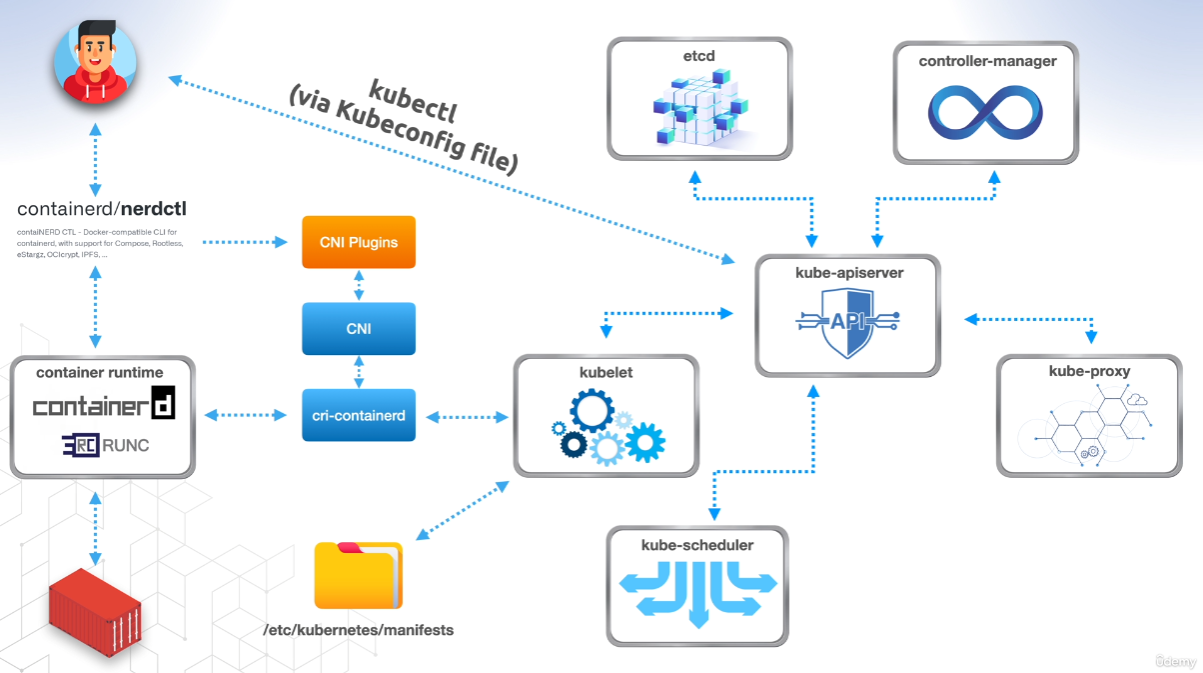 etcd
controller-manager
kubectl
(via Kubeconfig file)
containerd/nerdctl
contaiNERD CTL - Docker-compatible CLI for
containerd, with support for Compose, Rootless,
eStargz, OCIcrypt, IPFS, ...
CNI Plugins
kube-apiserver
API
CNI
container runtime
containerd
RC RUNC
cri-containerd
kubelet
kube-proxy
kube-scheduler
/etc/kubernetes/manifests
ûdemy